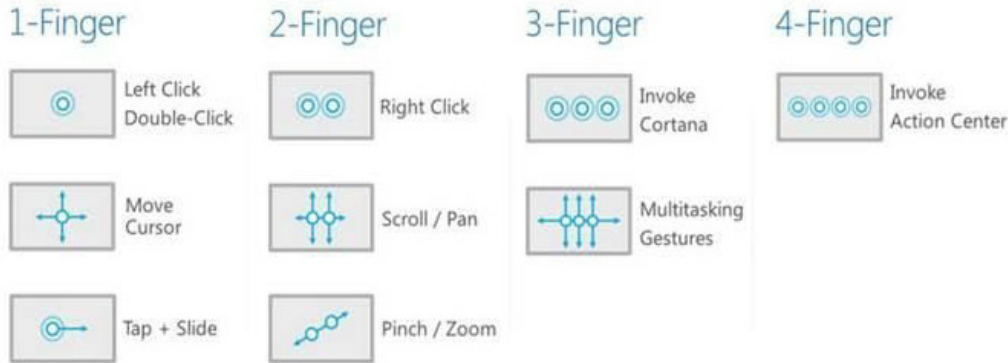 1-Finger
2-Finger
3-Finger
4-Finger
Left Click
Double-Click
Right Click
Invoke
Cortana
Invoke
Action Center
Move
Cursor
Scroll / Pan
Multitasking
Gestures
Tap + Slide
Pinch / Zoom